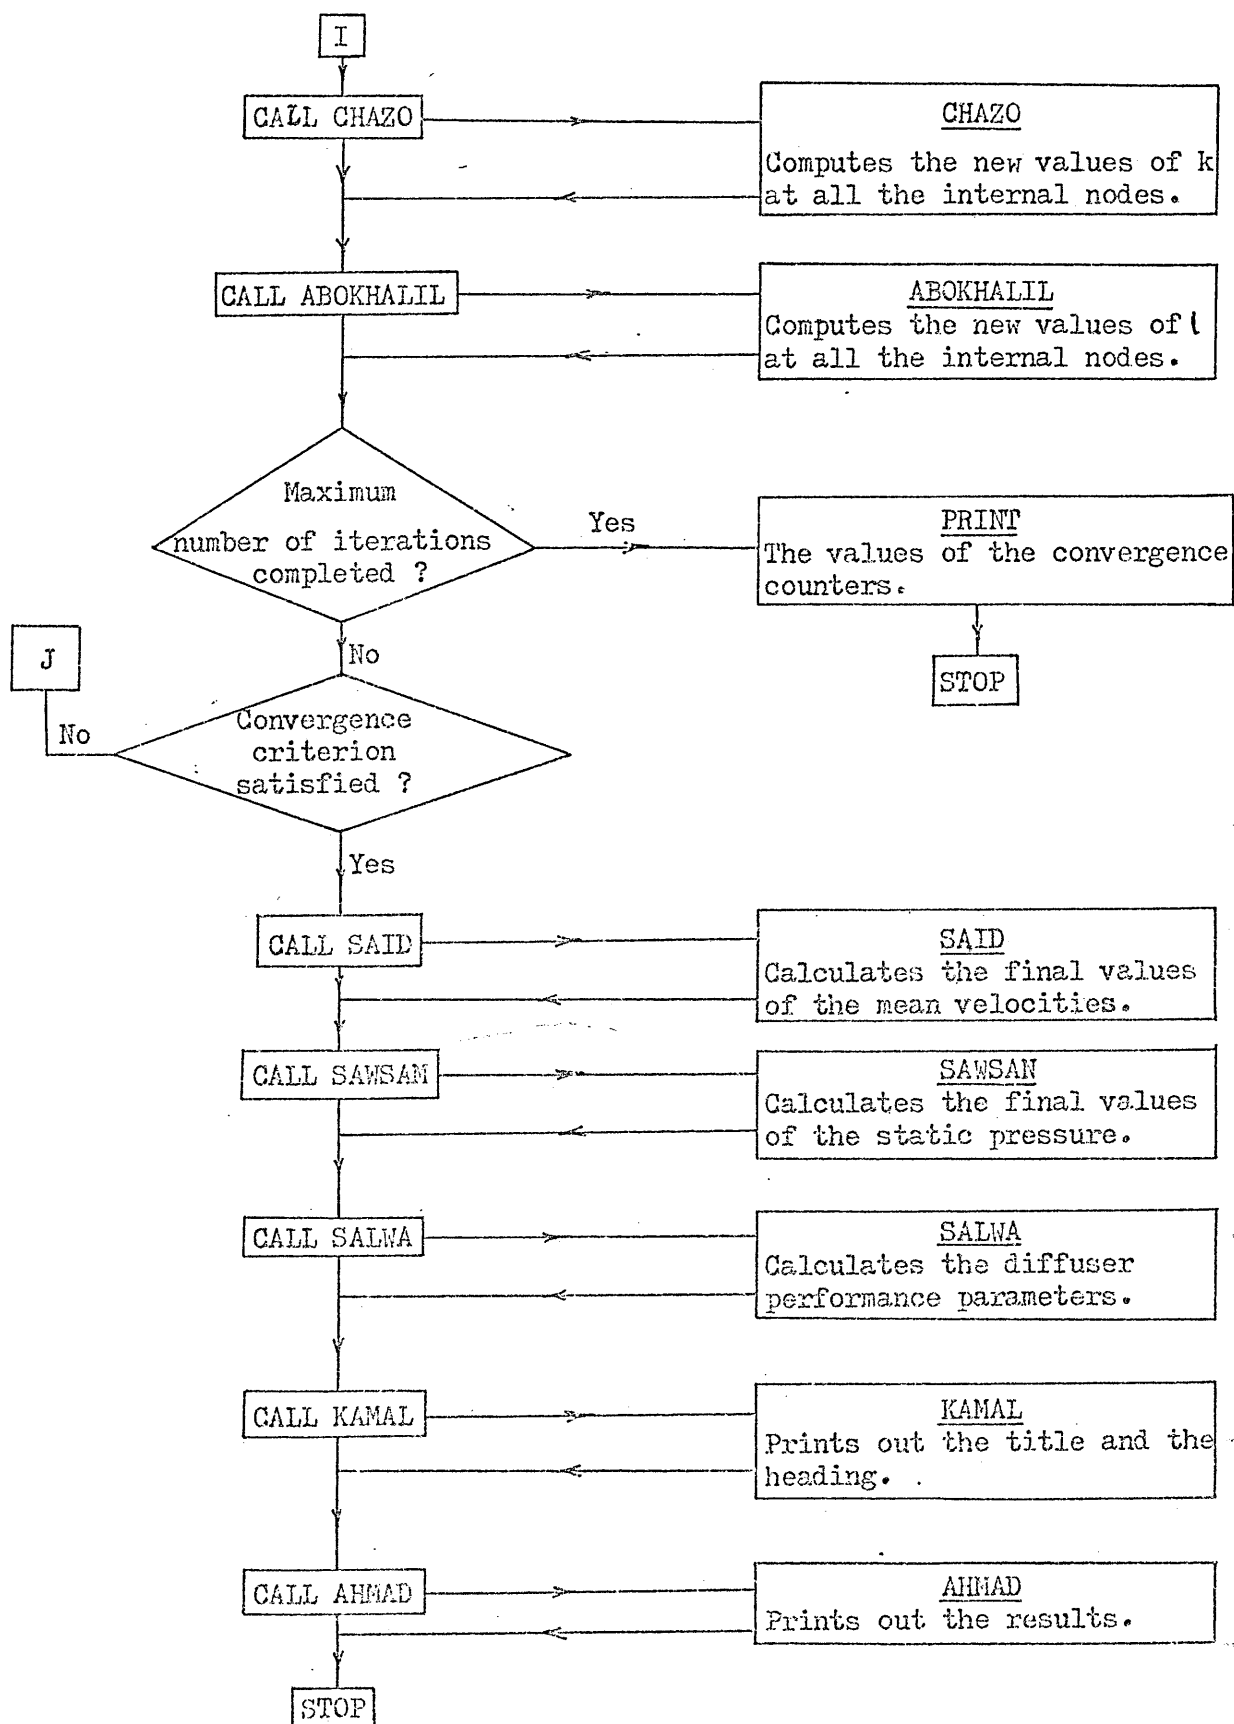 I
CALL CHAZO
CHAZO
Computes the new values of k
at all the internal nodes.
CALL ABOKHALIL
ABOKHALIL
Computes the new values of l
at all the internal nodes.
Maximum
number of iterations
completed ?
Yes
PRINT
The values of the convergence
counters.
STOP
No
J
No
Convergence
criterion
satisfied ?
Yes
CALL SAID
SAID
Calculates the final values
of the mean velocities.
CALL SAWSAM
SAWSAN
Calculates the final values
of the static pressure.
CALL SALWA
SALWA
Calculates the diffuser
performance parameters.
CALL KAMAL
KAMAL
Prints out the title and the
heading.
CALL AHMAD
AHMAD
Prints out the results.
STOP